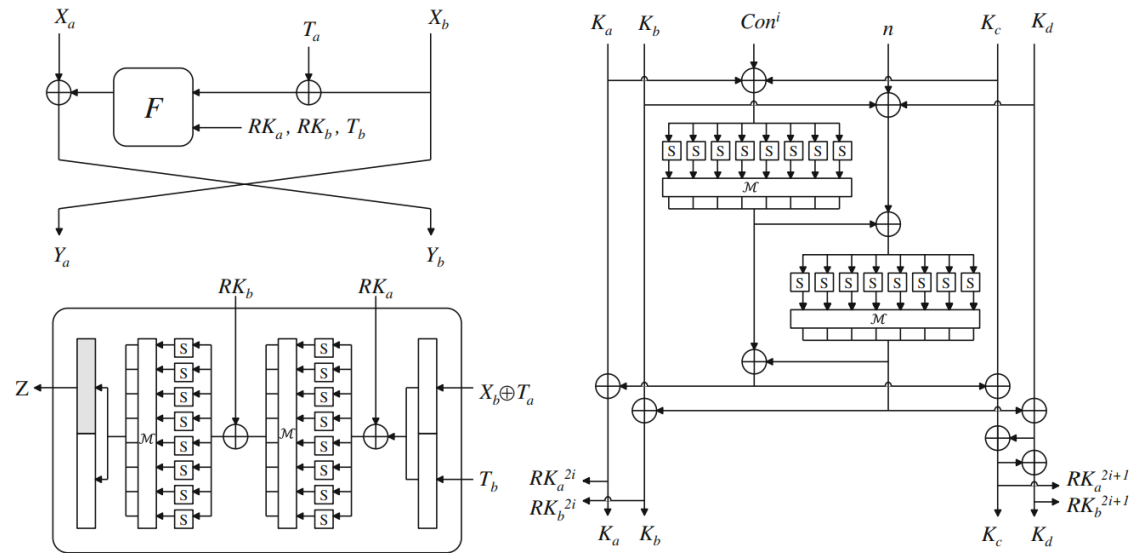 X_a X_b
T_a
F
RK_a, RK_b, T_b
Y_a Y_b
RK_b RK_a
S S
S S
S S
S S
Z X_b⊕T_a
ℳ ℳ
S S
S S
S S
T_b
S S
K_a K_b Con^i n K_c K_d
S S S S S S S S
ℳ
S S S S S S S S
ℳ
RK_a^{2i} RK_a^{2i+1}
RK_b^{2i} RK_b^{2i+1}
K_a K_b K_c K_d